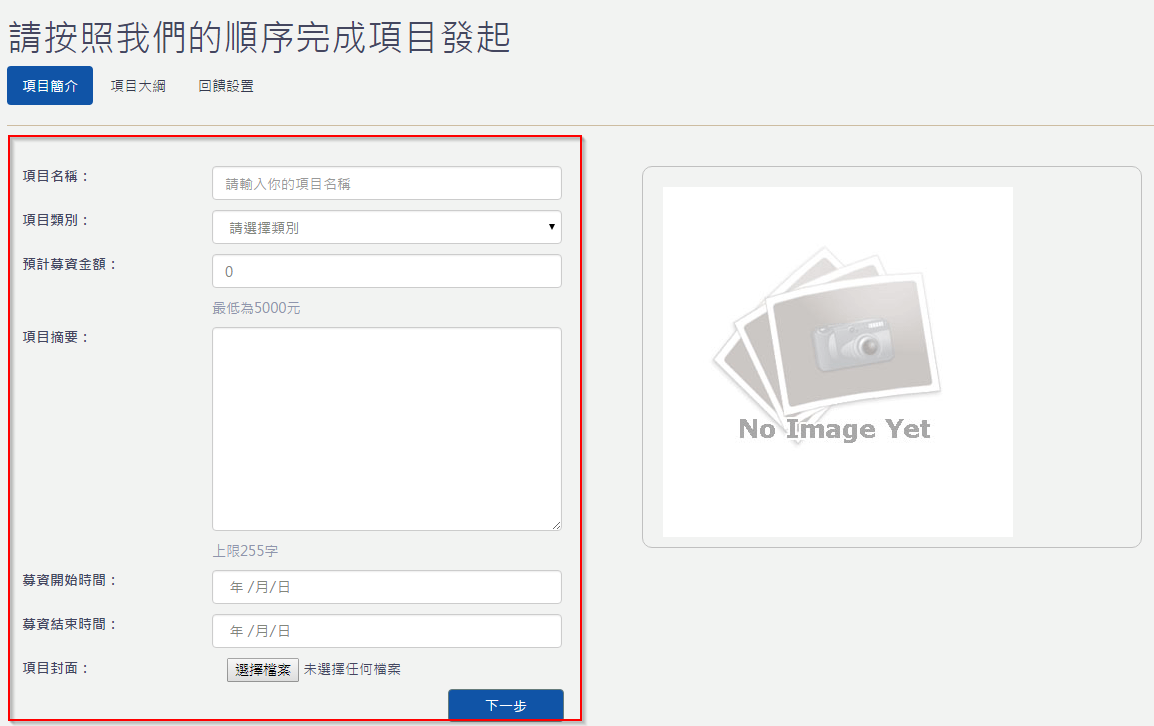 請按照我們的順序完成項目發起
項目簡介 項目大綱 回饋設置
項目名稱： 請輸入你的項目名稱
項目類別： 請選擇類別
預計募資金額： 0
最低為5000元
項目摘要：
上限255字
募資開始時間： 年 /月/日
募資結束時間： 年 /月/日
項目封面： 選擇檔案 未選擇任何檔案
下一步
No Image Yet